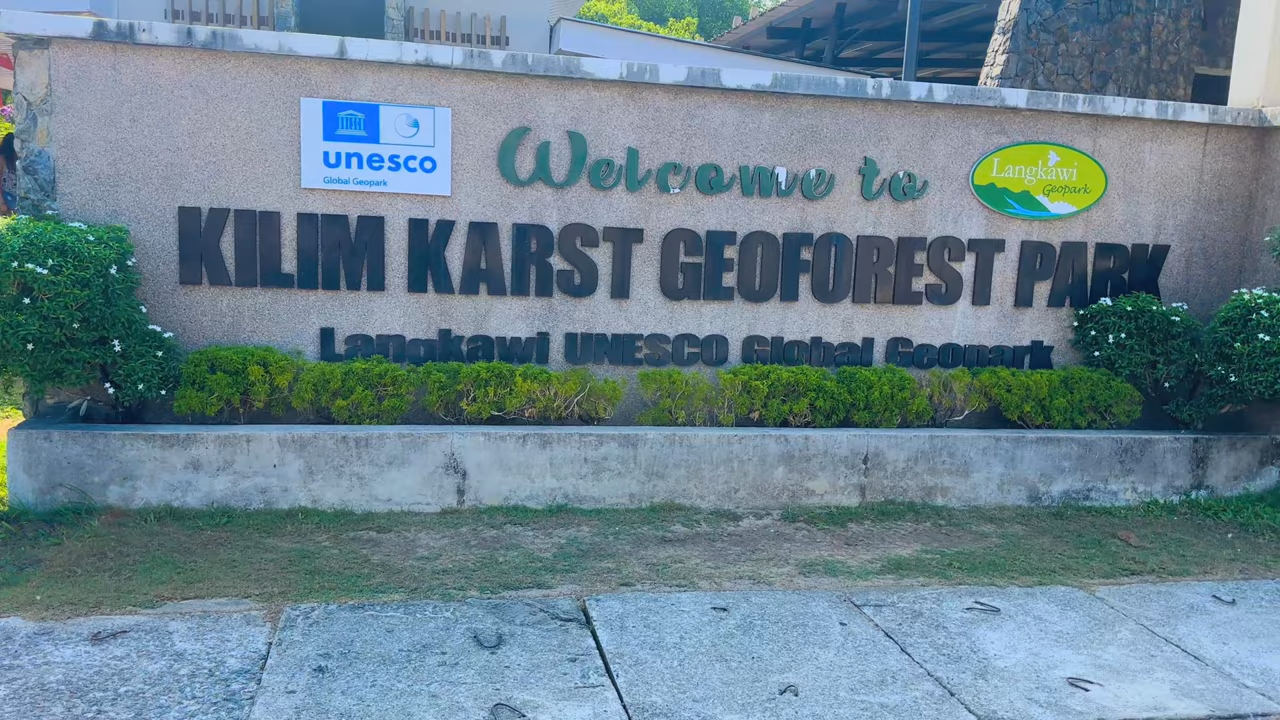 unesco
Global Geopark
Welcome to
Langkawi
Geopark
KILIM KARST GEOFOREST PARK
Langkawi UNESCO Global Geopark